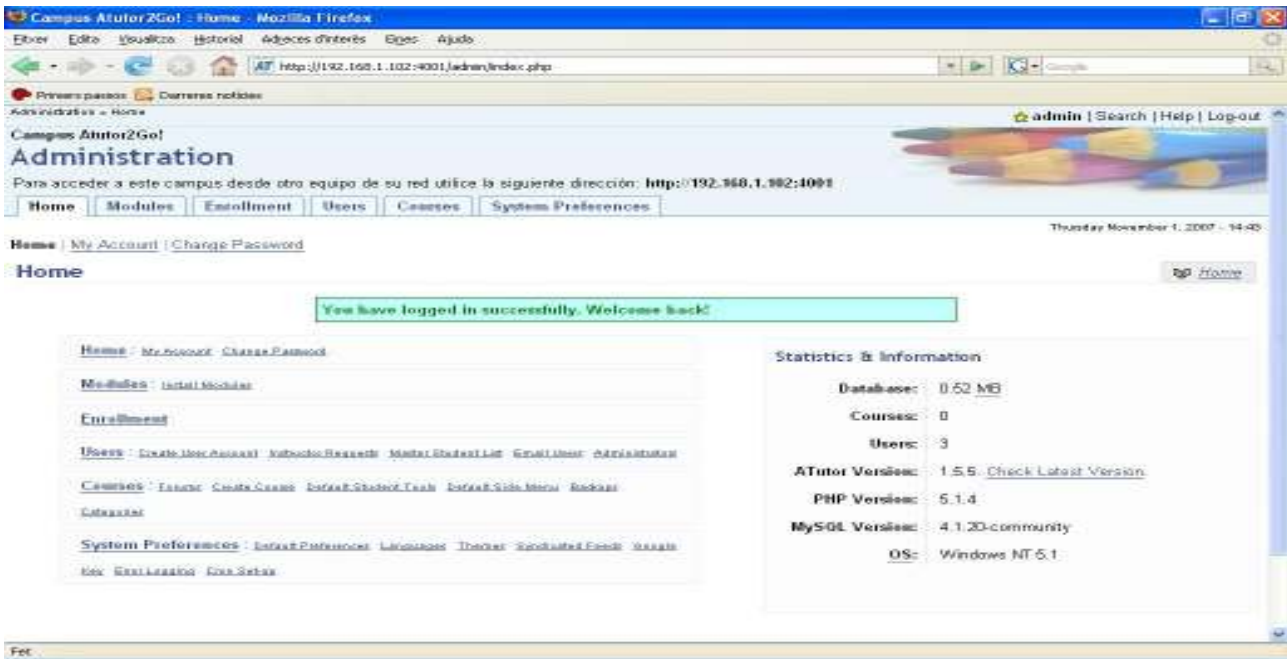 Campus Atutor2Go! : Home - Mozilla Firefox
Fitxer Edita Visualitza Historial Adreces d'interès Eines Ajuda
http://192.168.1.102:4001/admin/index.php
Google
Primers passos Darreres notícies
Administration » Home
admin | Search | Help | Log-out
Campus Atutor2Go!
Administration
Para acceder a este campus desde otro equipo de su red utilice la siguiente dirección: http://192.168.1.102:4001
Home Modules Enrollment Users Courses System Preferences
Thursday November 1, 2007 - 14:43
Home | My Account | Change Password
Home
Home
You have logged in successfully. Welcome back!
Home : My Account Change Password
Modules : Install Modules
Enrollment
Users : Create User Account Instructor Requests Master Student List Email Users Administrators
Courses : Forums Create Course Default Student Tools Default Side Menu Backups
Categories
System Preferences : Default Preferences Languages Themes Syndicated Feeds Google
Key Error Logging Cron Setup
Statistics & Information
Database: 0.52 MB
Courses: 0
Users: 3
ATutor Version: 1.5.5. Check Latest Version.
PHP Version: 5.1.4
MySQL Version: 4.1.20-community
OS: Windows NT 5.1
Fet